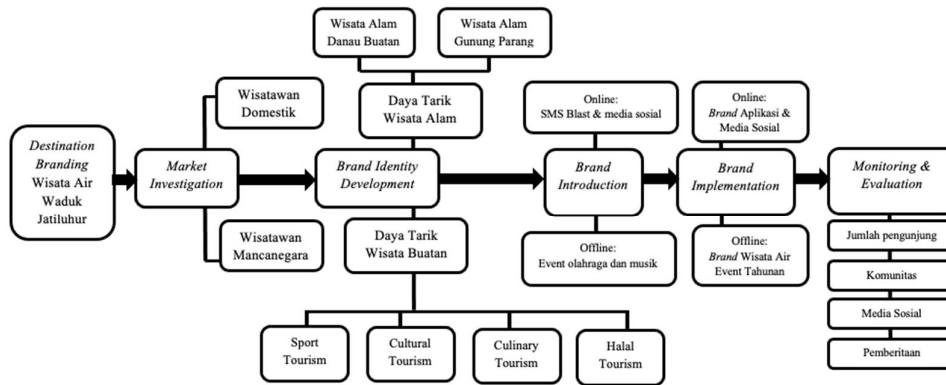 Wisata Alam
Danau Buatan
Wisata Alam
Gunung Parang
Wisatawan
Domestik
Daya Tarik
Wisata Alam
Online:
SMS Blast & media sosial
Online:
Brand Aplikasi &
Media Sosial
Destination
Branding
Wisata Air
Waduk
Jatiluhur
Market
Investigation
Brand Identity
Development
Brand
Introduction
Brand
Implementation
Monitoring &
Evaluation
Wisatawan
Mancanegara
Daya Tarik
Wisata Buatan
Offline:
Event olahraga dan musik
Offline:
Brand Wisata Air
Event Tahunan
Jumlah pengunjung
Komunitas
Media Sosial
Pemberitaan
Sport
Tourism
Cultural
Tourism
Culinary
Tourism
Halal
Tourism